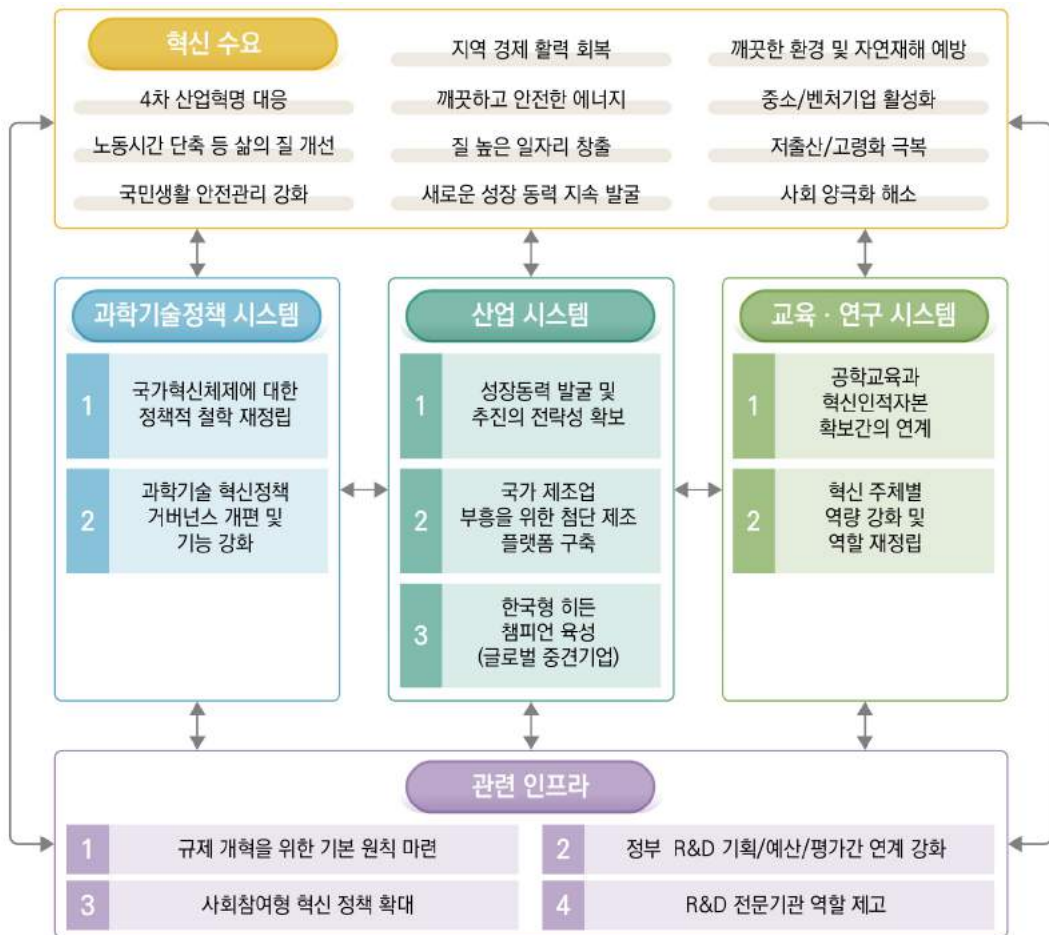 혁신 수요
지역 경제 활력 회복
깨끗한 환경 및 자연재해 예방
4차 산업혁명 대응
깨끗하고 안전한 에너지
중소/벤처기업 활성화
노동시간 단축 등 삶의 질 개선
질 높은 일자리 창출
저출산/고령화 극복
국민생활 안전관리 강화
새로운 성장 동력 지속 발굴
사회 양극화 해소
과학기술정책 시스템
1
국가혁신체제에 대한
정책적 철학 재정립
2
과학기술 혁신정책
거버넌스 개편 및
기능 강화
산업 시스템
1
성장동력 발굴 및
추진의 전략성 확보
2
국가 제조업
부흥을 위한 첨단 제조
플랫폼 구축
3
한국형 히든
챔피언 육성
(글로벌 중견기업)
교육 · 연구 시스템
1
공학교육과
혁신인적자본
확보간의 연계
2
혁신 주체별
역량 강화 및
역할 재정립
관련 인프라
1
규제 개혁을 위한 기본 원칙 마련
2
정부 R&D 기획/예산/평가간 연계 강화
3
사회참여형 혁신 정책 확대
4
R&D 전문기관 역할 제고